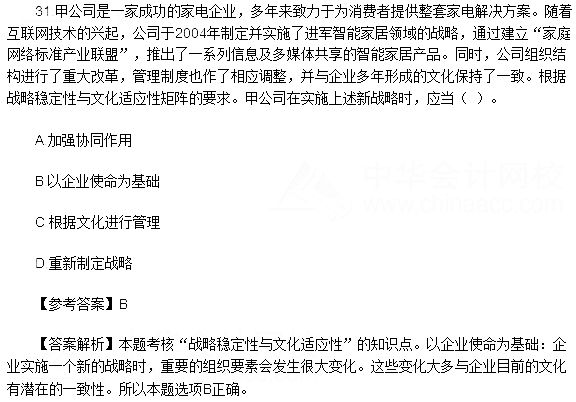 31 甲公司是一家成功的家电企业，多年来致力于为消费者提供整套家电解决方案。随着
互联网技术的兴起，公司于2004年制定并实施了进军智能家居领域的战略，通过建立“家庭
网络标准产业联盟”，推出了一系列信息及多媒体共享的智能家居产品。同时，公司组织结
构进行了重大改革，管理制度也作了相应调整，并与企业多年形成的文化保持了一致。根据
战略稳定性与文化适应性矩阵的要求。甲公司在实施上述新战略时，应当（ ）。
A 加强协同作用
B 以企业使命为基础
中华会计网校
www.chinaacc.com
C 根据文化进行管理
D 重新制定战略
【参考答案】B
【答案解析】本题考核“战略稳定性与文化适应性”的知识点。以企业使命为基础：企
业实施一个新的战略时，重要的组织要素会发生很大变化。这些变化大多与企业目前的文化
有潜在的一致性。所以本题选项B正确。